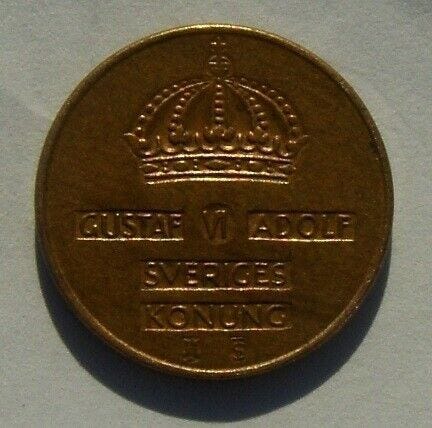 GUSTAF VI ADOLF
SVERIGES
KONUNG